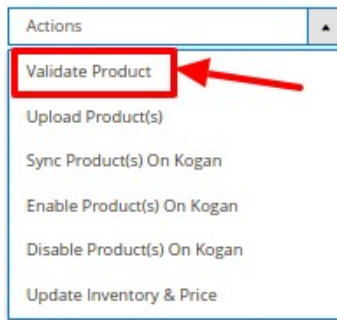 Actions
Validate Product
Upload Product(s)
Sync Product(s) On Kogan
Enable Product(s) On Kogan
Disable Product(s) On Kogan
Update Inventory & Price